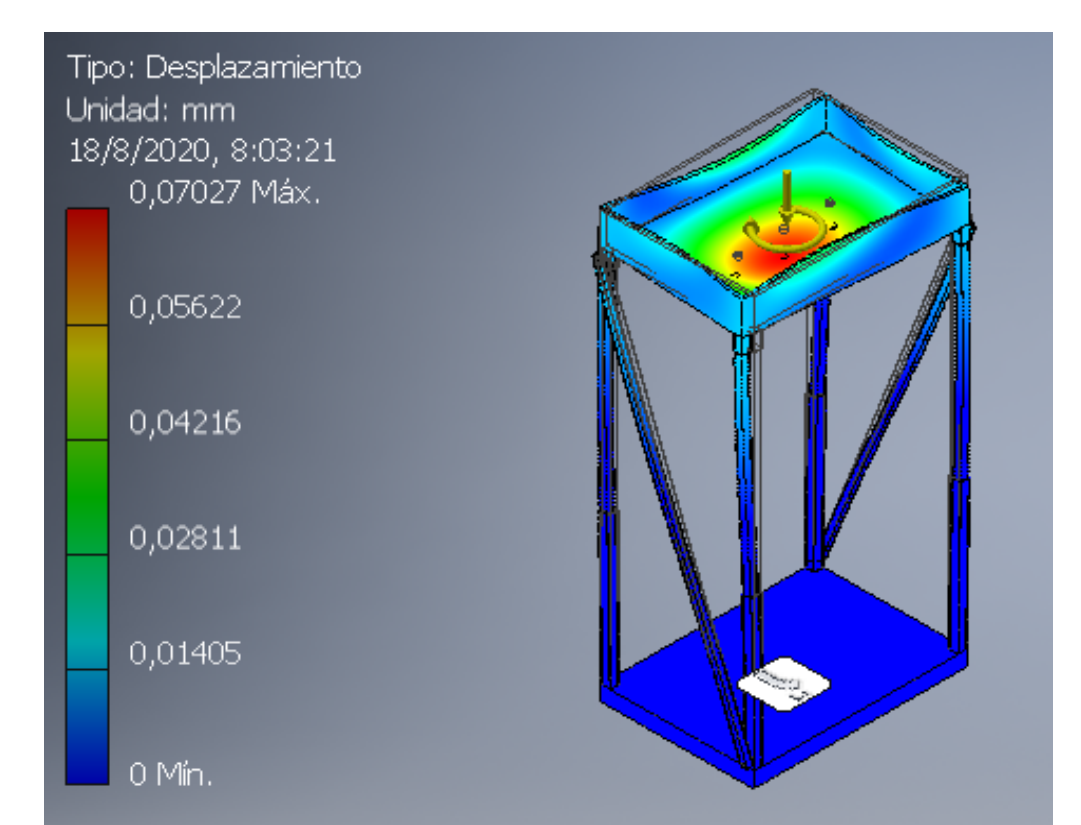 Tipo: Desplazamiento
Unidad: mm
18/8/2020, 8:03:21
0,07027 Máx.
0,05622
0,04216
0,02811
0,01405
0 Mín.